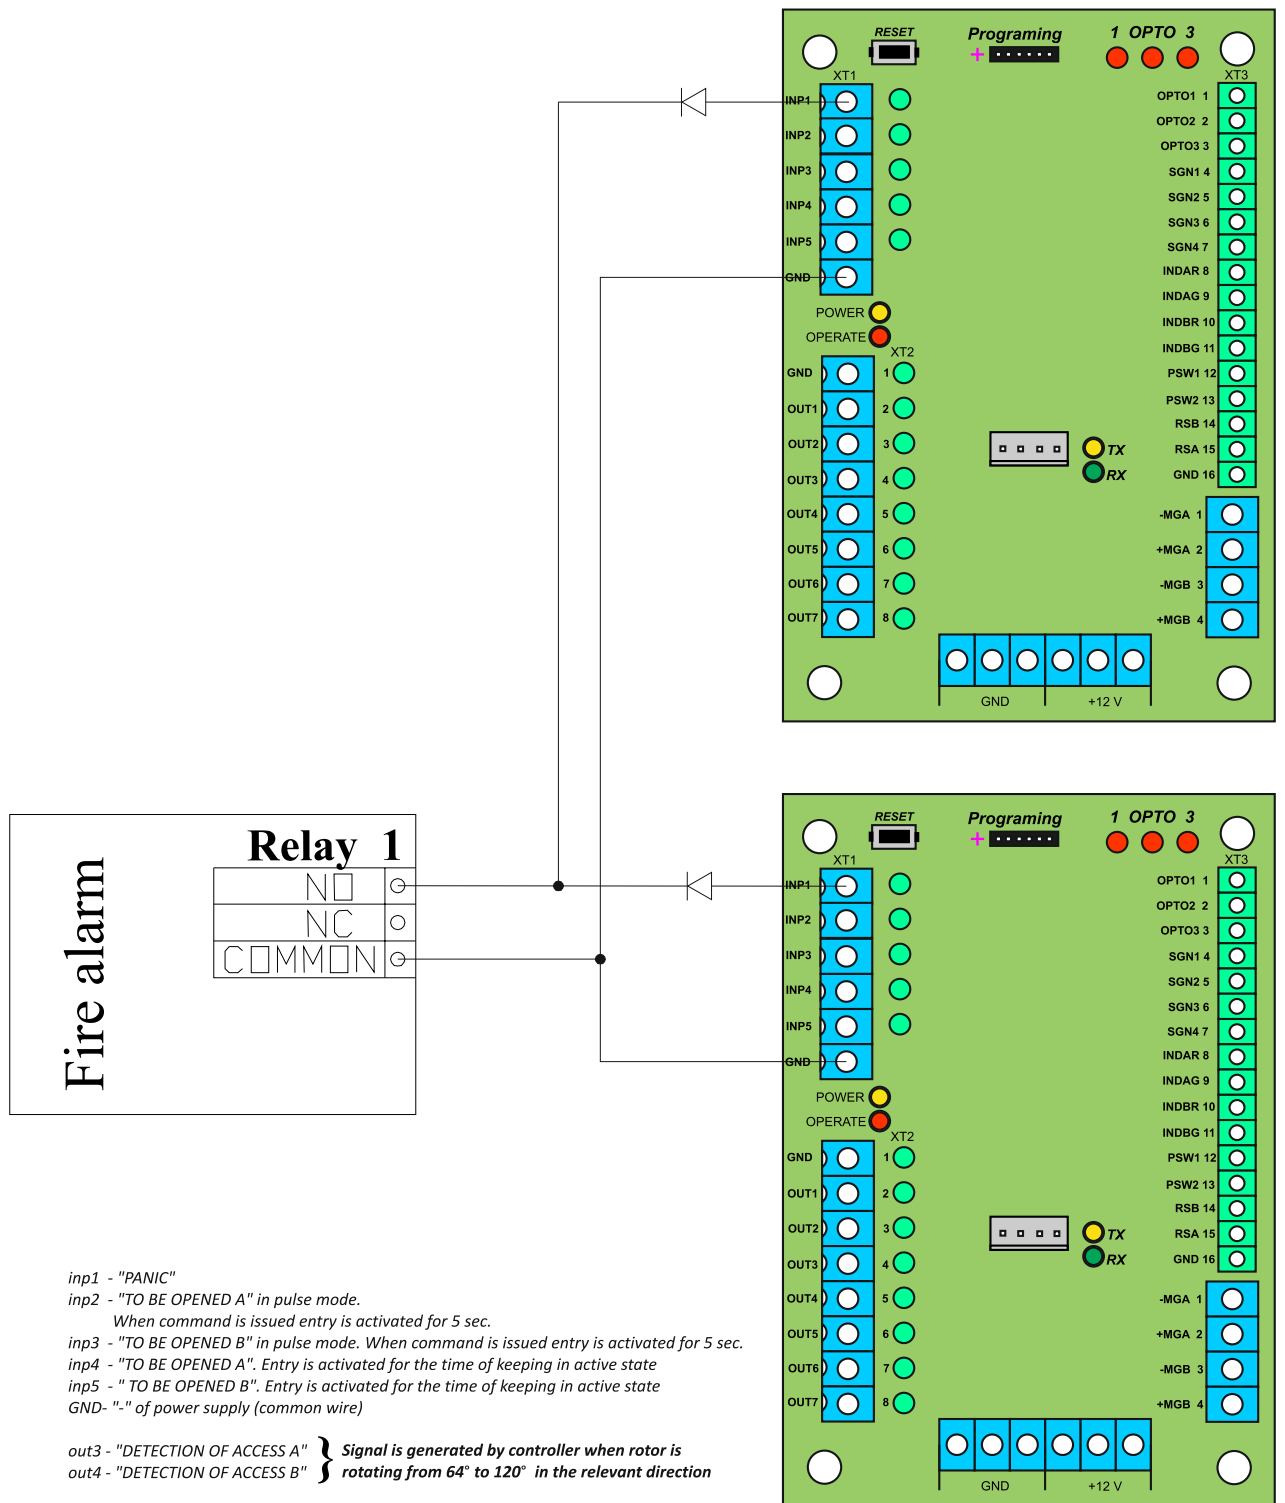 RESET
Programing
1 OPTO 3
+
XT1
XT3
INP1
INP2
INP3
INP4
INP5
GND
POWER
OPERATE
XT2
GND 1
OUT1 2
OUT2 3
OUT3 4
OUT4 5
OUT5 6
OUT6 7
OUT7 8
OPTO1 1
OPTO2 2
OPTO3 3
SGN1 4
SGN2 5
SGN3 6
SGN4 7
INDAR 8
INDAG 9
INDBR 10
INDBG 11
PSW1 12
PSW2 13
RSB 14
RSA 15
GND 16
TX
RX
-MGA 1
+MGA 2
-MGB 3
+MGB 4
GND
+12 V
Fire alarm
Relay 1
NO
NC
COMMON
RESET
Programing
1 OPTO 3
+
XT1
XT3
INP1
INP2
INP3
INP4
INP5
GND
POWER
OPERATE
XT2
GND 1
OUT1 2
OUT2 3
OUT3 4
OUT4 5
OUT5 6
OUT6 7
OUT7 8
OPTO1 1
OPTO2 2
OPTO3 3
SGN1 4
SGN2 5
SGN3 6
SGN4 7
INDAR 8
INDAG 9
INDBR 10
INDBG 11
PSW1 12
PSW2 13
RSB 14
RSA 15
GND 16
TX
RX
-MGA 1
+MGA 2
-MGB 3
+MGB 4
GND
+12 V
inp1 - "PANIC"
inp2 - "TO BE OPENED A" in pulse mode.
When command is issued entry is activated for 5 sec.
inp3 - "TO BE OPENED B" in pulse mode. When command is issued entry is activated for 5 sec.
inp4 - "TO BE OPENED A". Entry is activated for the time of keeping in active state
inp5 - " TO BE OPENED B". Entry is activated for the time of keeping in active state
GND- "-" of power supply (common wire)
out3 - "DETECTION OF ACCESS A" } Signal is generated by controller when rotor is
out4 - "DETECTION OF ACCESS B" rotating from 64° to 120° in the relevant direction